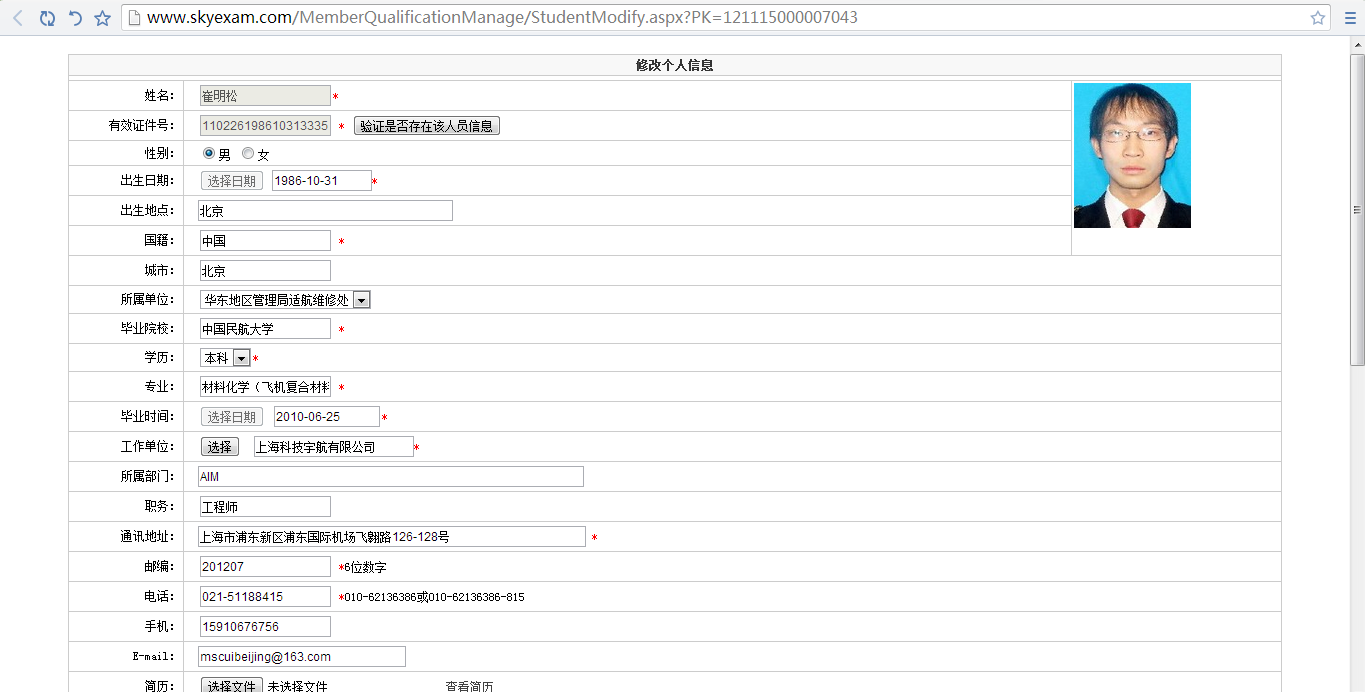 www.skyexam.com/MemberQualificationManage/StudentModify.aspx?PK=121115000007043
修改个人信息
姓名： 崔明松 *
有效证件号： 110226198610313335 * 验证是否存在该人员信息
性别： 男 女
出生日期： 选择日期 1986-10-31 *
出生地点： 北京
国籍： 中国 *
城市： 北京
所属单位： 华东地区管理局适航维修处
毕业院校： 中国民航大学 *
学历： 本科 *
专业： 材料化学（飞机复合材料 *
毕业时间： 选择日期 2010-06-25 *
工作单位： 选择 上海科技宇航有限公司 *
所属部门： AIM
职务： 工程师
通讯地址： 上海市浦东新区浦东国际机场飞翱路126-128号 *
邮编： 201207 *6位数字
电话： 021-51188415 *010-62136386或010-62136386-815
手机： 15910676756
E-mail： mscuibeijing@163.com
简历： 选择文件 未选择文件 查看简历